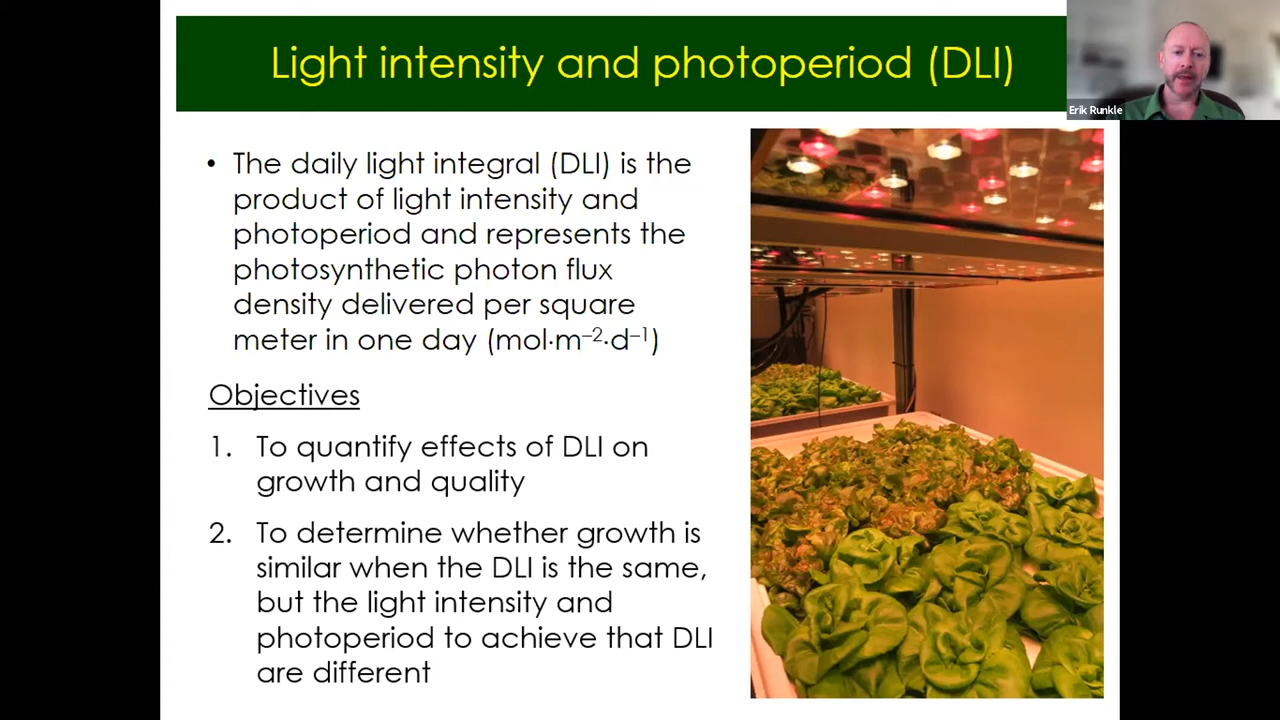 Light intensity and photoperiod (DLI)
Erik Runkle
• The daily light integral (DLI) is the
product of light intensity and
photoperiod and represents the
photosynthetic photon flux
density delivered per square
meter in one day (mol·m⁻²·d⁻¹)
Objectives
1. To quantify effects of DLI on
growth and quality
2. To determine whether growth is
similar when the DLI is the same,
but the light intensity and
photoperiod to achieve that DLI
are different